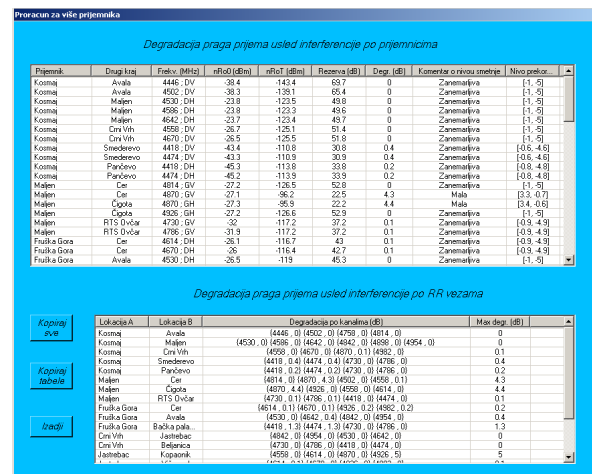 Proracun za više prijemnika
Degradacija praga prijema usled interferencije po prijemnicima
Prijemnik Drugi kraj Frekv. (MHz) nRo0 (dBm) nRoT (dBm) Rezerva (dB) Degr. (dB) Komentar o nivou smetnje Nivo prekor...
Kosmaj Avala 4446 ; DV -38.4 -143.4 69.7 0 Zanemarljiva [-1, -5]
Kosmaj Avala 4502 ; DV -38.3 -139.1 65.4 0 Zanemarljiva [-1, -5]
Kosmaj Maljen 4530 ; DH -23.8 -123.5 49.8 0 Zanemarljiva [-1, -5]
Kosmaj Maljen 4586 ; DH -23.8 -123.3 49.6 0 Zanemarljiva [-1, -5]
Kosmaj Maljen 4642 ; DH -23.7 -123.4 49.7 0 Zanemarljiva [-1, -5]
Kosmaj Crni Vrh 4558 ; DV -26.7 -125.1 51.4 0 Zanemarljiva [-1, -5]
Kosmaj Crni Vrh 4670 ; DV -26.5 -125.5 51.8 0 Zanemarljiva [-1, -5]
Kosmaj Smederevo 4418 ; DV -43.4 -110.8 30.8 0.4 Zanemarljiva [-0.6, -4.6]
Kosmaj Smederevo 4474 ; DV -43.3 -110.9 30.9 0.4 Zanemarljiva [-0.6, -4.6]
Kosmaj Pančevo 4418 ; DH -45.3 -113.8 33.8 0.2 Zanemarljiva [-0.8, -4.8]
Kosmaj Pančevo 4474 ; DH -45.2 -113.9 33.9 0.2 Zanemarljiva [-0.8, -4.8]
Maljen Cer 4814 ; GV -27.2 -126.5 52.8 0 Zanemarljiva [-1, -5]
Maljen Cer 4870 ; GV -27.1 -96.2 22.5 4.3 Mala [3.3, -0.7]
Maljen Čigota 4870 ; GH -27.3 -95.9 22.2 4.4 Mala [3.4, -0.6]
Maljen Čigota 4926 ; GH -27.2 -126.6 52.9 0 Zanemarljiva [-1, -5]
Maljen RTS Ovčar 4730 ; GV -32 -117.2 37.2 0.1 Zanemarljiva [-0.9, -4.9]
Maljen RTS Ovčar 4786 ; GV -31.9 -117.2 37.2 0.1 Zanemarljiva [-0.9, -4.9]
Fruška Gora Cer 4614 ; DH -26.1 -116.7 43 0.1 Zanemarljiva [-0.9, -4.9]
Fruška Gora Cer 4670 ; DH -26 -116.4 42.7 0.1 Zanemarljiva [-0.9, -4.9]
Fruška Gora Avala 4530 ; DH -26.5 -119 45.3 0 Zanemarljiva [-1, -5]
Degradacija praga prijema usled interferencije po RR vezama
Kopiraj sve
Kopiraj tabele
Izadji
Lokacija A Lokacija B Degradacija po kanalima (dB) Max degr. (dB)
Kosmaj Avala (4446 , 0) (4502 , 0) (4758 , 0) (4814 , 0) 0
Kosmaj Maljen (4530 , 0) (4586 , 0) (4642 , 0) (4842 , 0) (4898 , 0) (4954 , 0) 0
Kosmaj Crni Vrh (4558 , 0) (4670 , 0) (4870 , 0.1) (4982 , 0) 0.1
Kosmaj Smederevo (4418 , 0.4) (4474 , 0.4) (4730 , 0) (4786 , 0) 0.4
Kosmaj Pančevo (4418 , 0.2) (4474 , 0.2) (4730 , 0) (4786 , 0) 0.2
Maljen Cer (4814 , 0) (4870 , 4.3) (4502 , 0) (4558 , 0.1) 4.3
Maljen Čigota (4870 , 4.4) (4926 , 0) (4558 , 0) (4614 , 0) 4.4
Maljen RTS Ovčar (4730 , 0.1) (4786 , 0.1) (4418 , 0) (4474 , 0) 0.1
Fruška Gora Cer (4614 , 0.1) (4670 , 0.1) (4926 , 0.2) (4982 , 0.2) 0.2
Fruška Gora Avala (4530 , 0) (4642 , 0.4) (4842 , 0) (4954 , 0) 0.4
Fruška Gora Bačka pala... (4418 , 1.3) (4474 , 1.3) (4730 , 0) (4786 , 0) 1.3
Crni Vrh Jastrebac (4842 , 0) (4954 , 0) (4530 , 0) (4642 , 0) 0
Crni Vrh Beljanica (4730 , 0) (4786 , 0) (4418 , 0) (4474 , 0) 0
Jastrebac Kopaonik (4558 , 0) (4614 , 0) (4870 , 0) (4926 , 5) 5